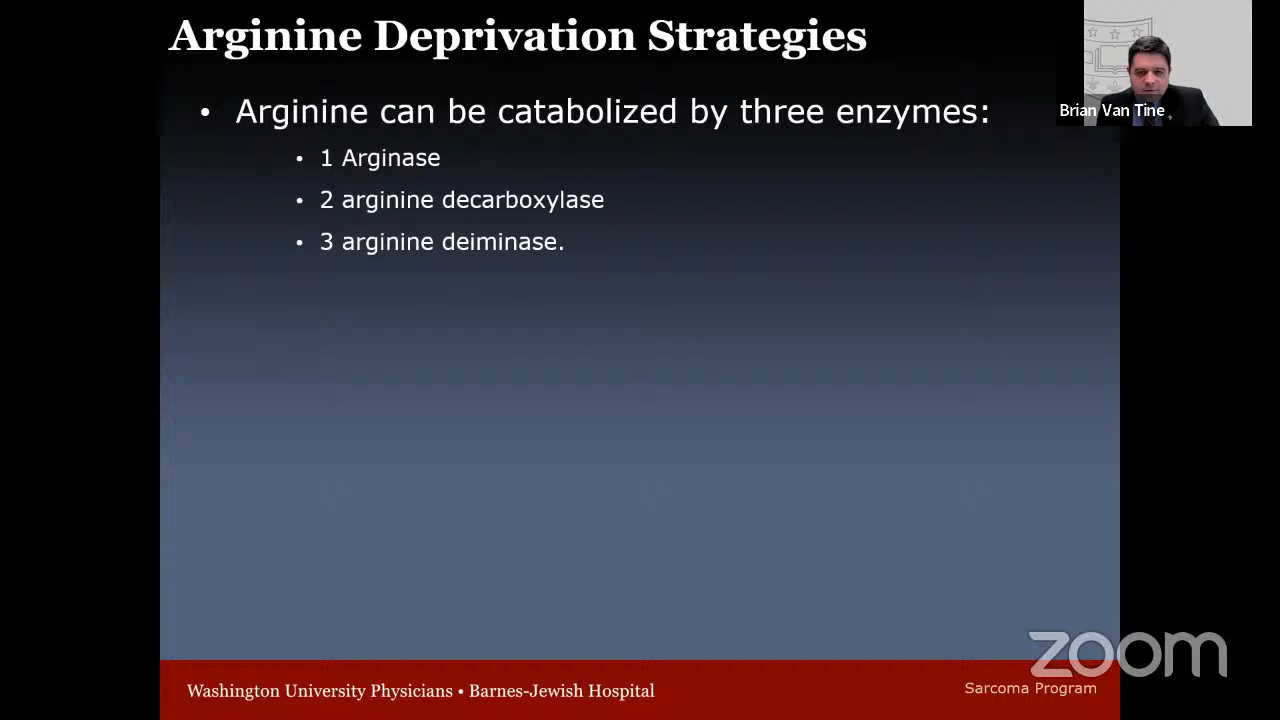 Arginine Deprivation Strategies
• Arginine can be catabolized by three enzymes:
• 1 Arginase
• 2 arginine decarboxylase
• 3 arginine deiminase.
Brian Van Tine
Washington University Physicians • Barnes-Jewish Hospital
Sarcoma Program
zoom